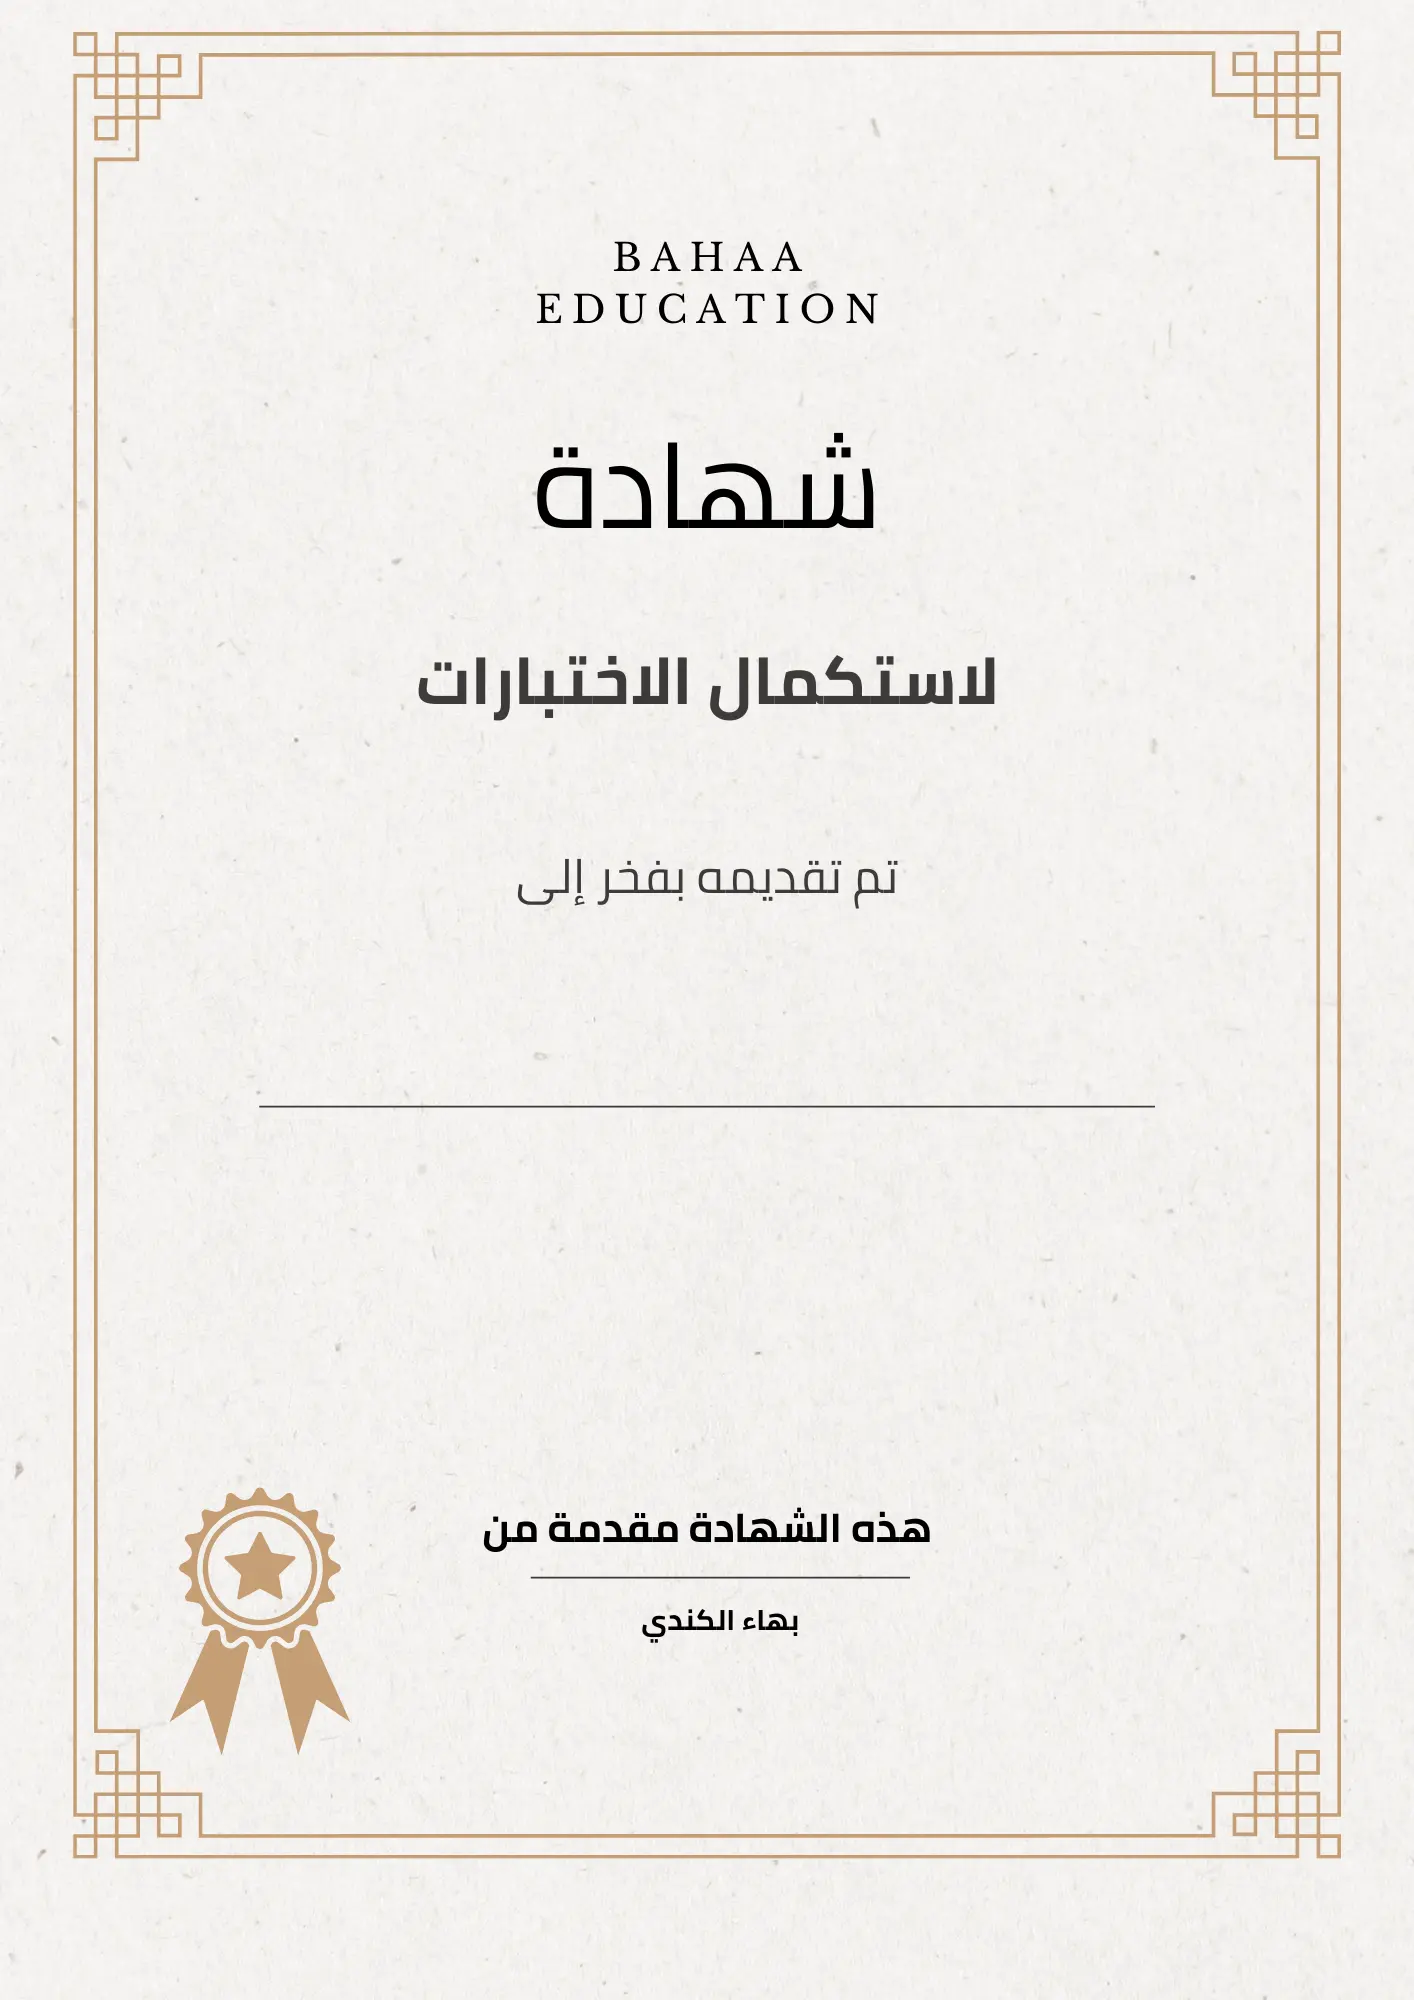 BAHAA
EDUCATION
شهادة
لاستكمال الاختبارات
تم تقديمه بفخر إلى
هذه الشهادة مقدمة من
بهاء الكندي